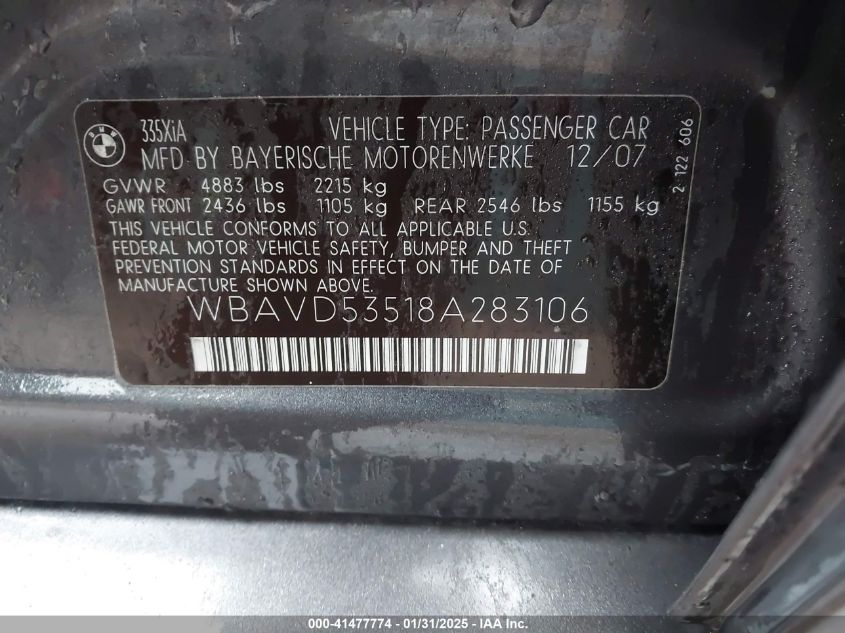 BMW
335XiA VEHICLE TYPE: PASSENGER CAR
MFD BY BAYERISCHE MOTORENWERKE 12/07
GVWR 4883 lbs 2215 kg
GAWR FRONT 2436 lbs 1105 kg REAR 2546 lbs 1155 kg
THIS VEHICLE CONFORMS TO ALL APPLICABLE U.S.
FEDERAL MOTOR VEHICLE SAFETY, BUMPER AND THEFT
PREVENTION STANDARDS IN EFFECT ON THE DATE OF
MANUFACTURE SHOWN ABOVE.
WBAVD53518A283106
2 122 606
000-41477774 - 01/31/2025 - IAA Inc.